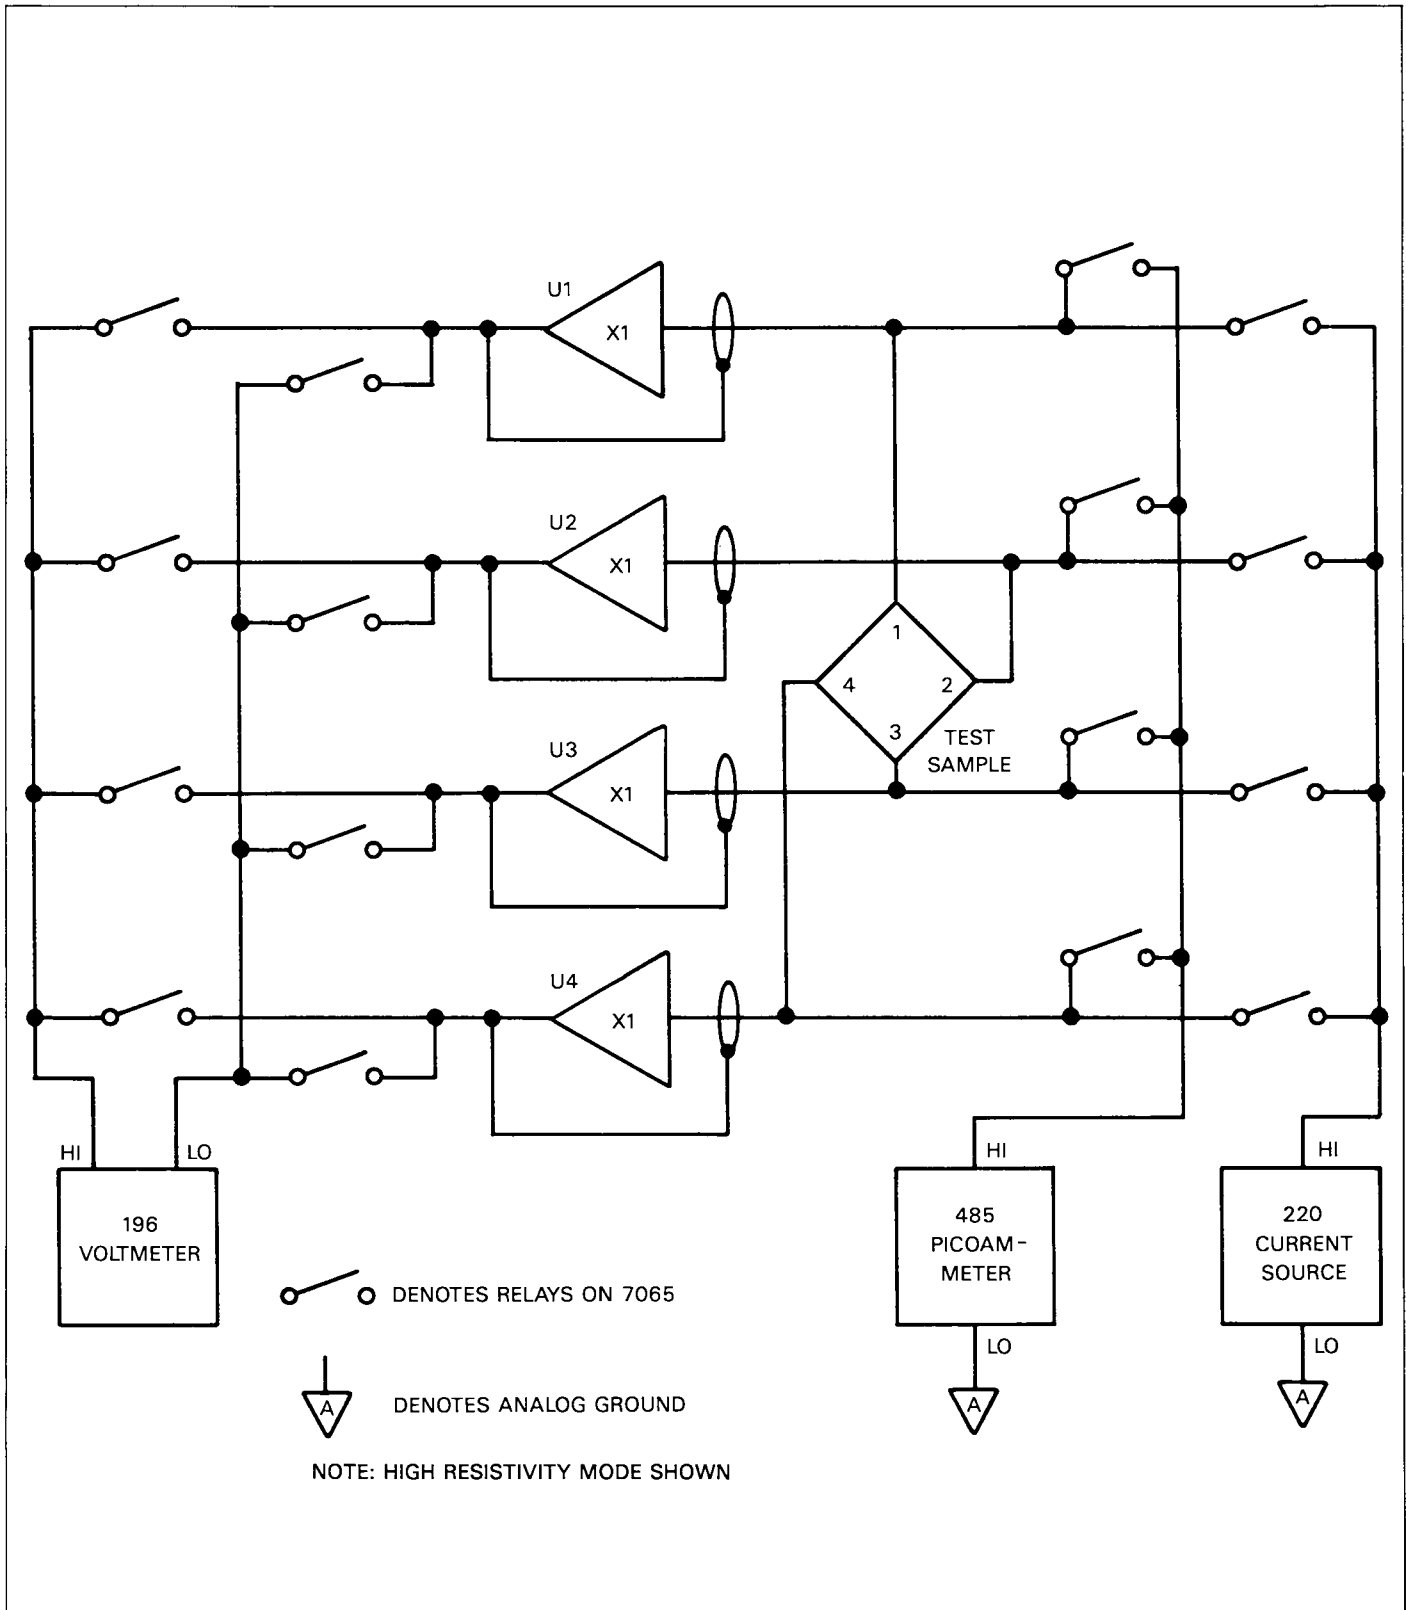 U1
X1
U2
X1
1
4
2
3
TEST
SAMPLE
U3
X1
U4
X1
HI
LO
HI
HI
196
VOLTMETER
485
PICOAM-
METER
220
CURRENT
SOURCE
DENOTES RELAYS ON 7065
LO
LO
A
DENOTES ANALOG GROUND
A
A
NOTE: HIGH RESISTIVITY MODE SHOWN